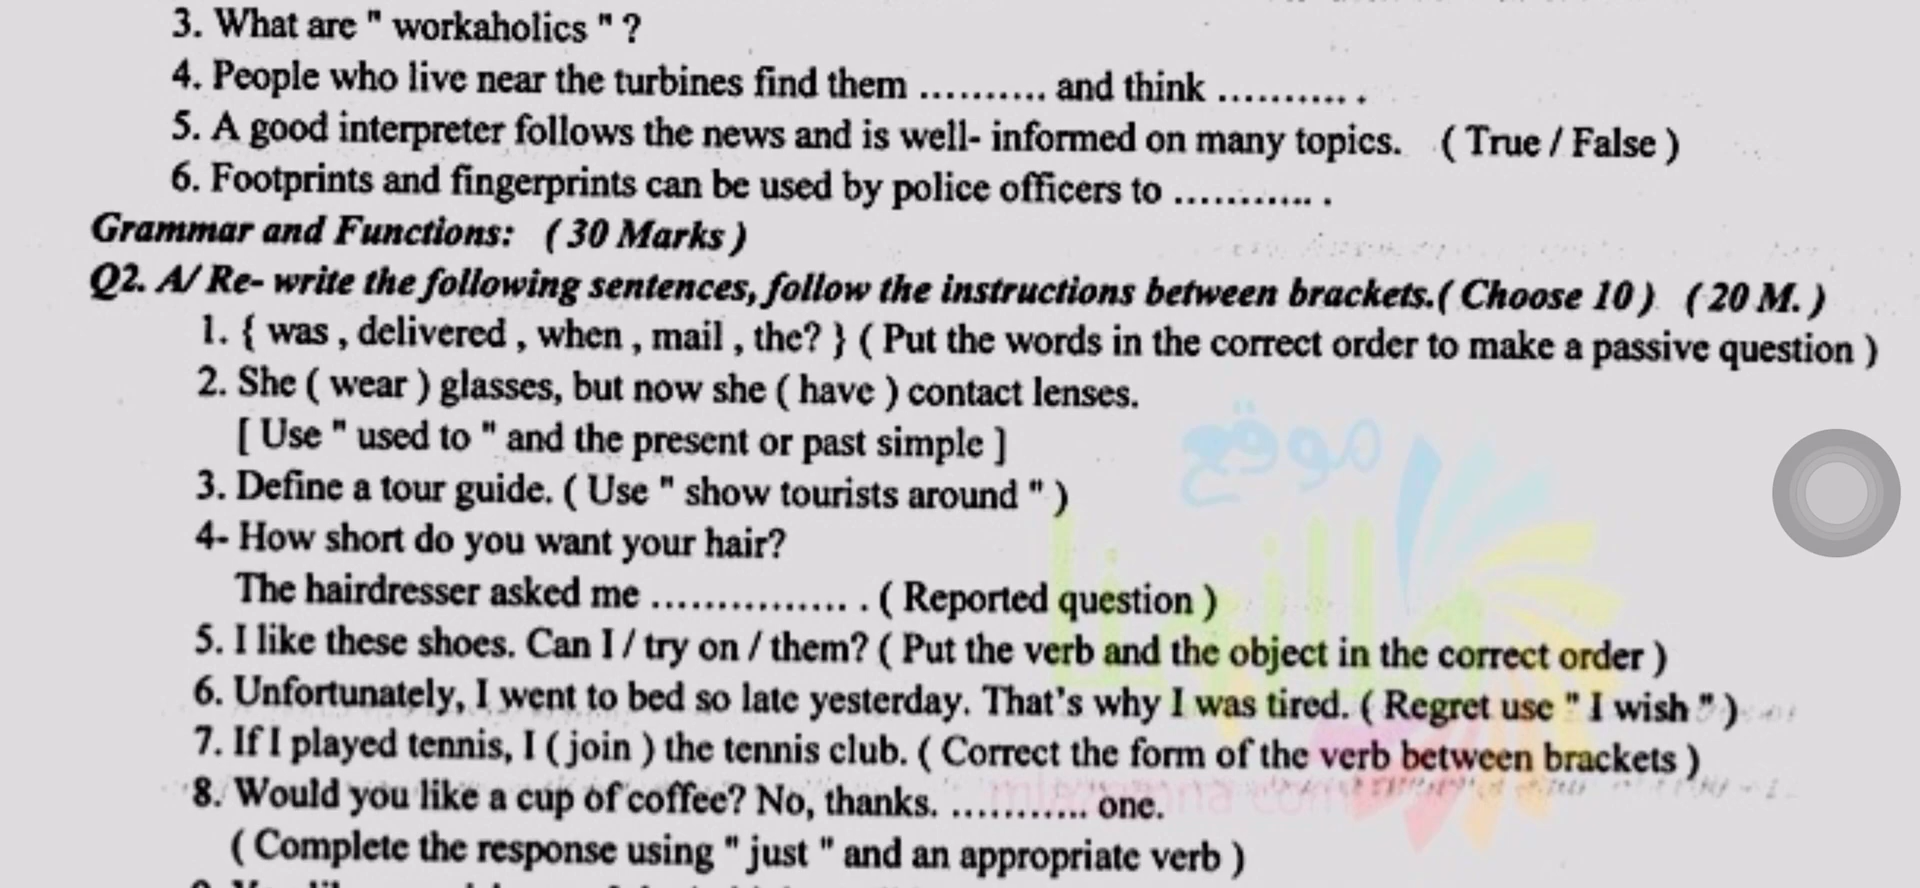 3. What are " workaholics " ?
4. People who live near the turbines find them .......... and think .......... .
5. A good interpreter follows the news and is well- informed on many topics. ( True / False )
6. Footprints and fingerprints can be used by police officers to ........... .
Grammar and Functions: ( 30 Marks )
Q2. A/ Re- write the following sentences, follow the instructions between brackets.( Choose 10 ) ( 20 M. )
1. { was , delivered , when , mail , the? } ( Put the words in the correct order to make a passive question )
2. She ( wear ) glasses, but now she ( have ) contact lenses.
[ Use " used to " and the present or past simple ]
3. Define a tour guide. ( Use " show tourists around " )
4- How short do you want your hair?
The hairdresser asked me ............... . ( Reported question )
5. I like these shoes. Can I / try on / them? ( Put the verb and the object in the correct order )
6. Unfortunately, I went to bed so late yesterday. That's why I was tired. ( Regret use " I wish " )
7. If I played tennis, I ( join ) the tennis club. ( Correct the form of the verb between brackets )
8. Would you like a cup of coffee? No, thanks. ........... one.
( Complete the response using " just " and an appropriate verb )
موقع